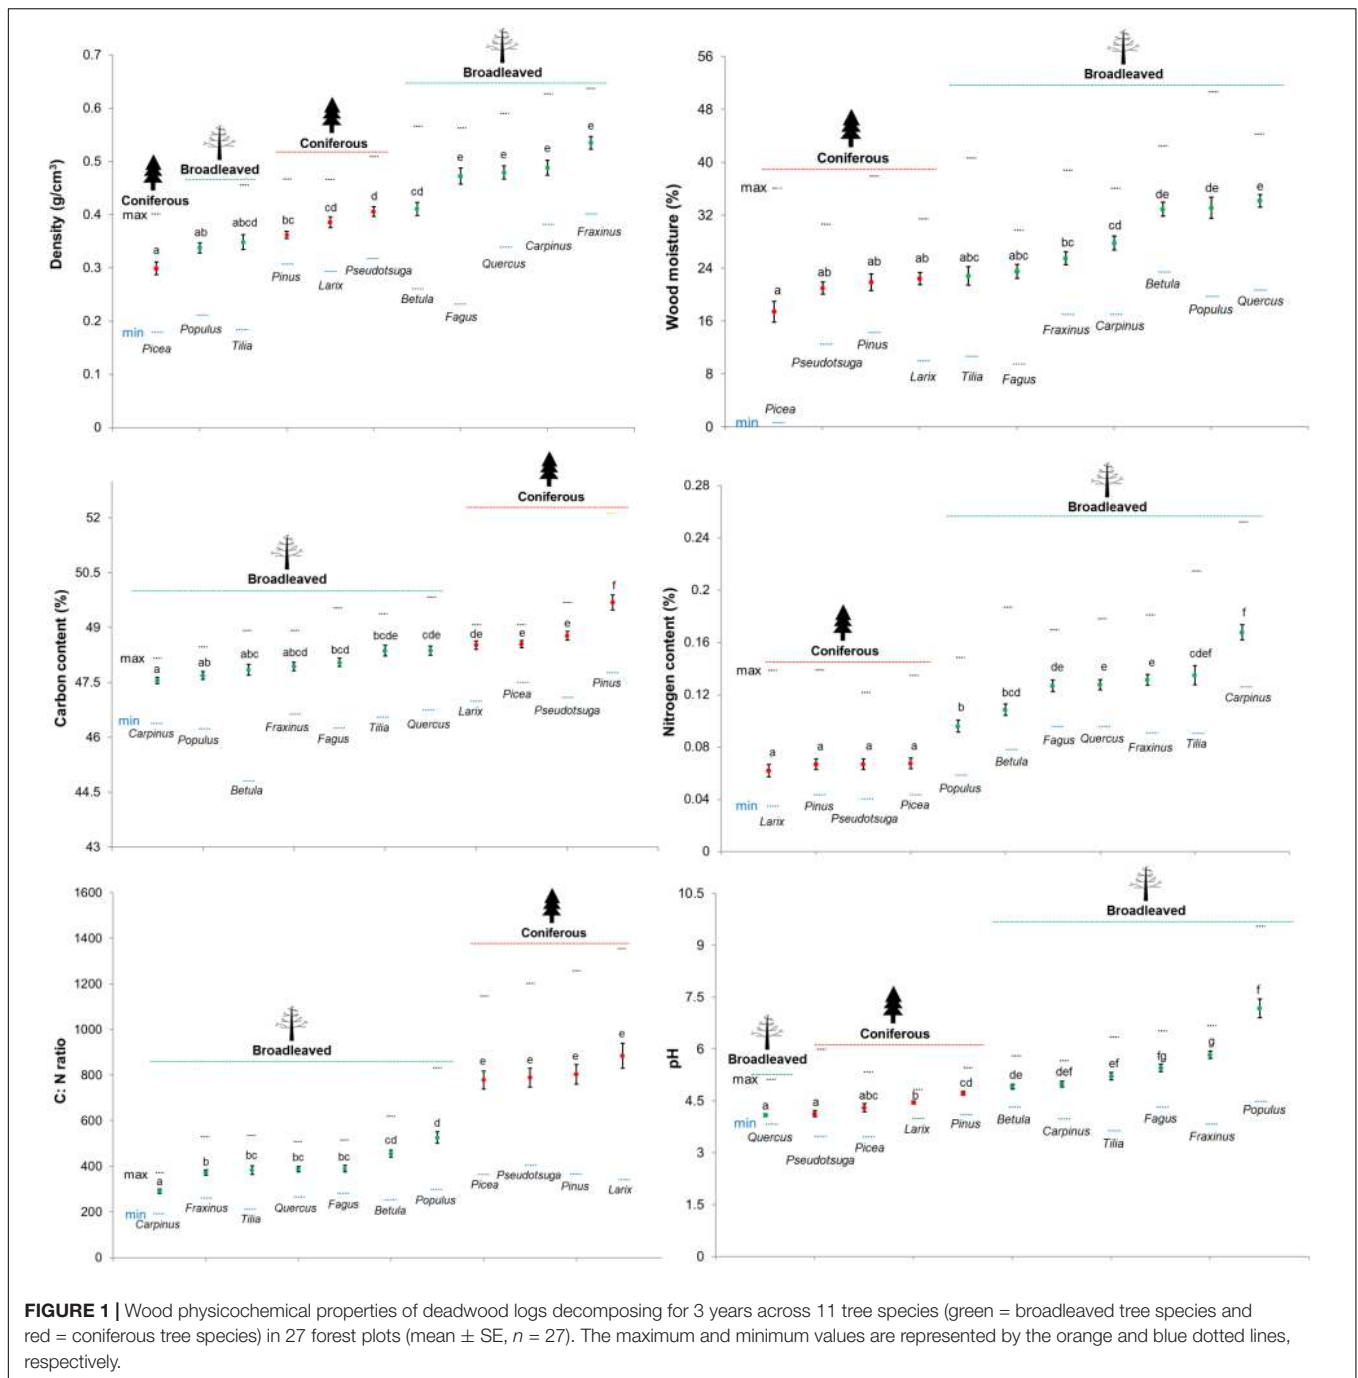 0.7
0.6
0.5
0.4
0.3
0.2
0.1
0
Density (g/cm³)
Coniferous
Broadleaved
Coniferous
Broadleaved
max
min
a
ab
abcd
bc
cd
d
cd
e
e
e
e
Picea
Populus
Tilia
Pinus
Larix
Pseudotsuga
Betula
Fagus
Quercus
Carpinus
Fraxinus
56
48
40
32
24
16
8
0
Wood moisture (%)
Coniferous
Broadleaved
max
min
a
ab
ab
ab
abc
abc
bc
cd
de
de
e
Picea
Pseudotsuga
Pinus
Larix
Tilia
Fagus
Fraxinus
Carpinus
Betula
Populus
Quercus
52
50.5
49
47.5
46
44.5
43
Carbon content (%)
Broadleaved
Coniferous
max
min
a
ab
abc
abcd
bcd
bcde
cde
de
e
e
f
Carpinus
Populus
Betula
Fraxinus
Fagus
Tilia
Quercus
Larix
Picea
Pseudotsuga
Pinus
0.28
0.24
0.2
0.16
0.12
0.08
0.04
0
Nitrogen content (%)
Coniferous
Broadleaved
max
min
a
a
a
a
b
bcd
de
e
e
cdef
f
Larix
Pinus
Pseudotsuga
Picea
Populus
Betula
Fagus
Quercus
Fraxinus
Tilia
Carpinus
1600
1400
1200
1000
800
600
400
200
0
C: N ratio
Broadleaved
Coniferous
max
min
a
b
bc
bc
bc
cd
d
e
e
e
e
Carpinus
Fraxinus
Tilia
Quercus
Fagus
Betula
Populus
Picea
Pseudotsuga
Pinus
Larix
10.5
9
7.5
6
4.5
3
1.5
0
pH
Broadleaved
Coniferous
Broadleaved
max
min
a
a
abc
b
cd
de
def
ef
fg
g
f
Quercus
Pseudotsuga
Picea
Larix
Pinus
Betula
Carpinus
Tilia
Fagus
Fraxinus
Populus
FIGURE 1 | Wood physicochemical properties of deadwood logs decomposing for 3 years across 11 tree species (green = broadleaved tree species and
red = coniferous tree species) in 27 forest plots (mean ± SE, n = 27). The maximum and minimum values are represented by the orange and blue dotted lines,
respectively.